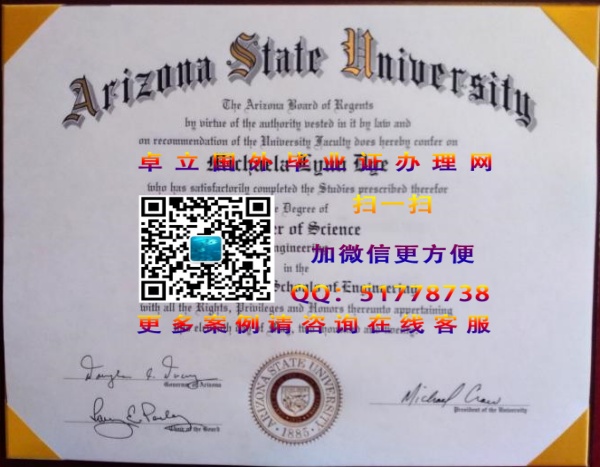 Arizona State University
The Arizona Board of Regents
by virtue of the authority vested in it by law and
on recommendation of the University Faculty does hereby confer on
卓立国外毕业证办理网
who has satisfactorily completed the Studies prescribed therefor
Degree of
扫一扫
of Science
加微信更方便
in the
Schools of Engineering
QQ: 51778738
with all the Rights, Privileges and Honors thereunto appertaining
更多案例请咨询在线客服
Governor of Arizona
ARIZONA STATE UNIVERSITY
1885
President of the University
of the Board